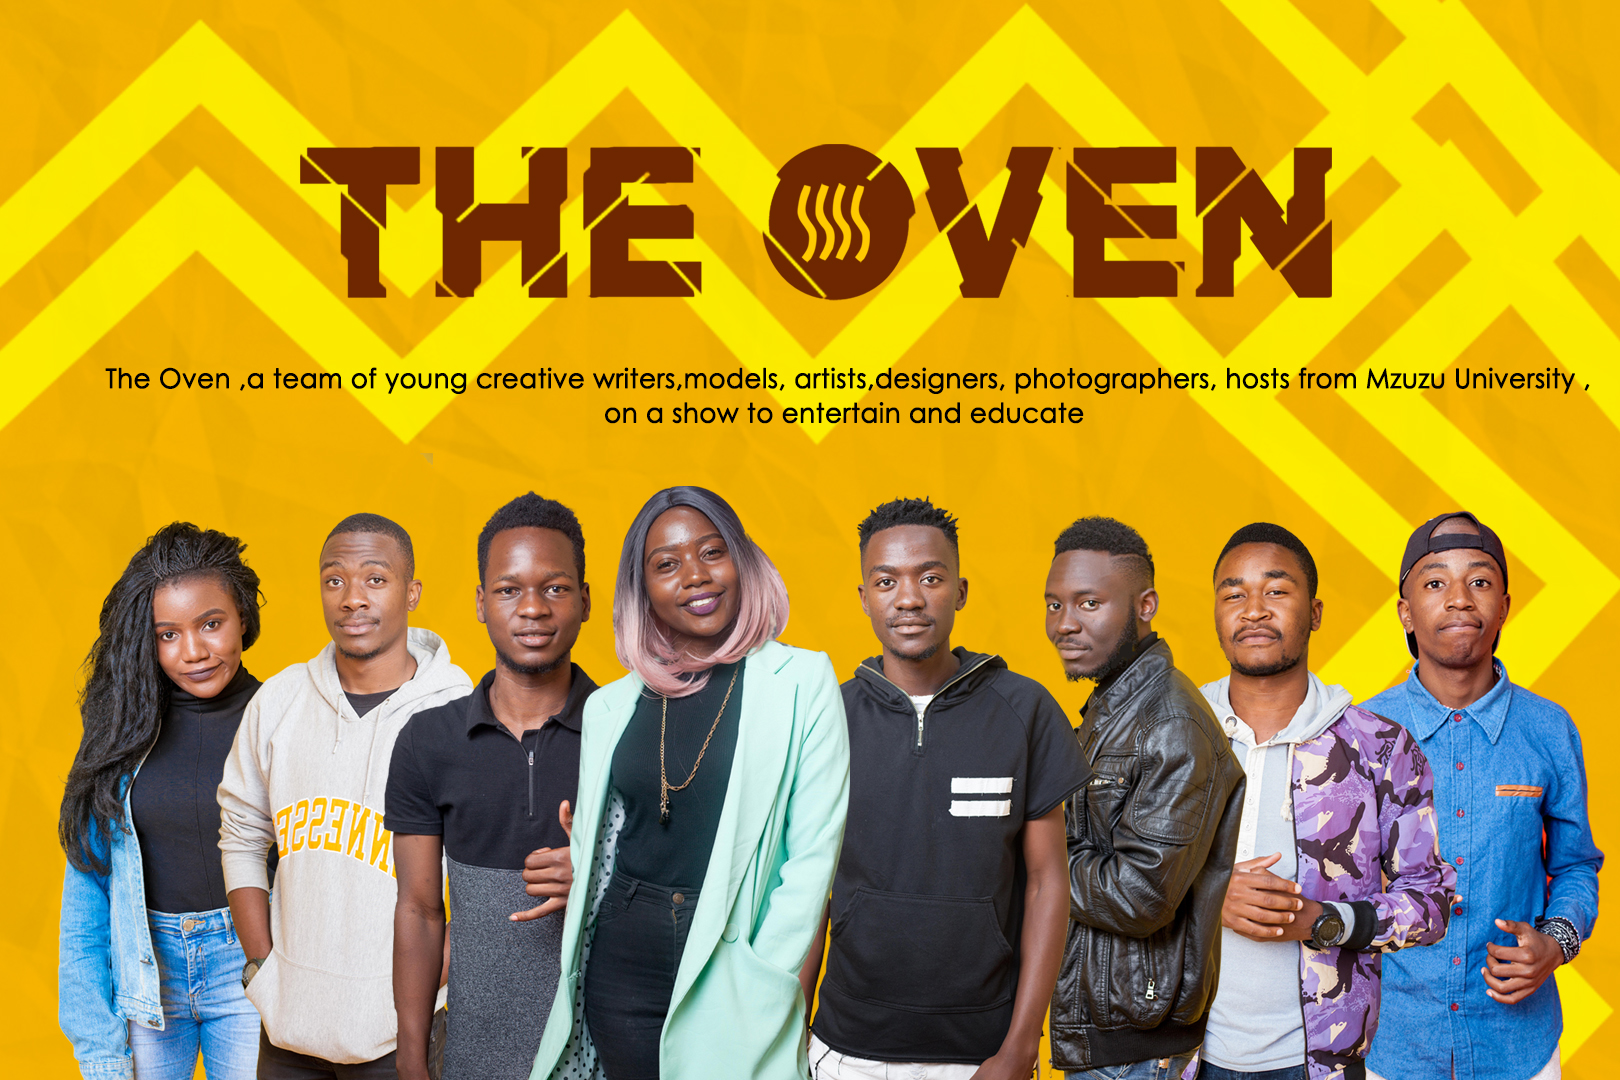 THE OVEN
The Oven ,a team of young creative writers,models, artists,designers, photographers, hosts from Mzuzu University ,
on a show to entertain and educate
NNESSE